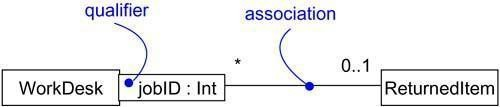 qualifier
association
WorkDesk
jobID : Int
*
0..1
ReturnedItem